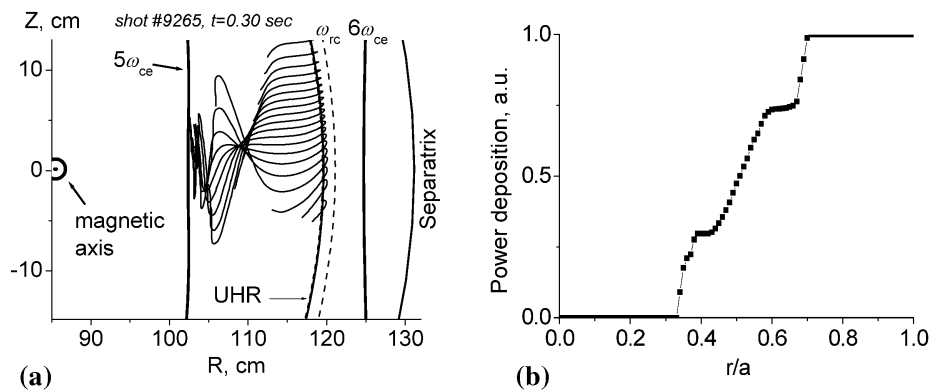 Z, cm
shot #9265, t=0.30 sec
ω_rc 6ω_ce
5ω_ce
10
0
-10
magnetic
axis
UHR
Separatrix
90 100 110 120 130
R, cm
(a)
Power deposition, a.u.
1.0
0.5
0.0
0.0 0.2 0.4 0.6 0.8 1.0
r/a
(b)